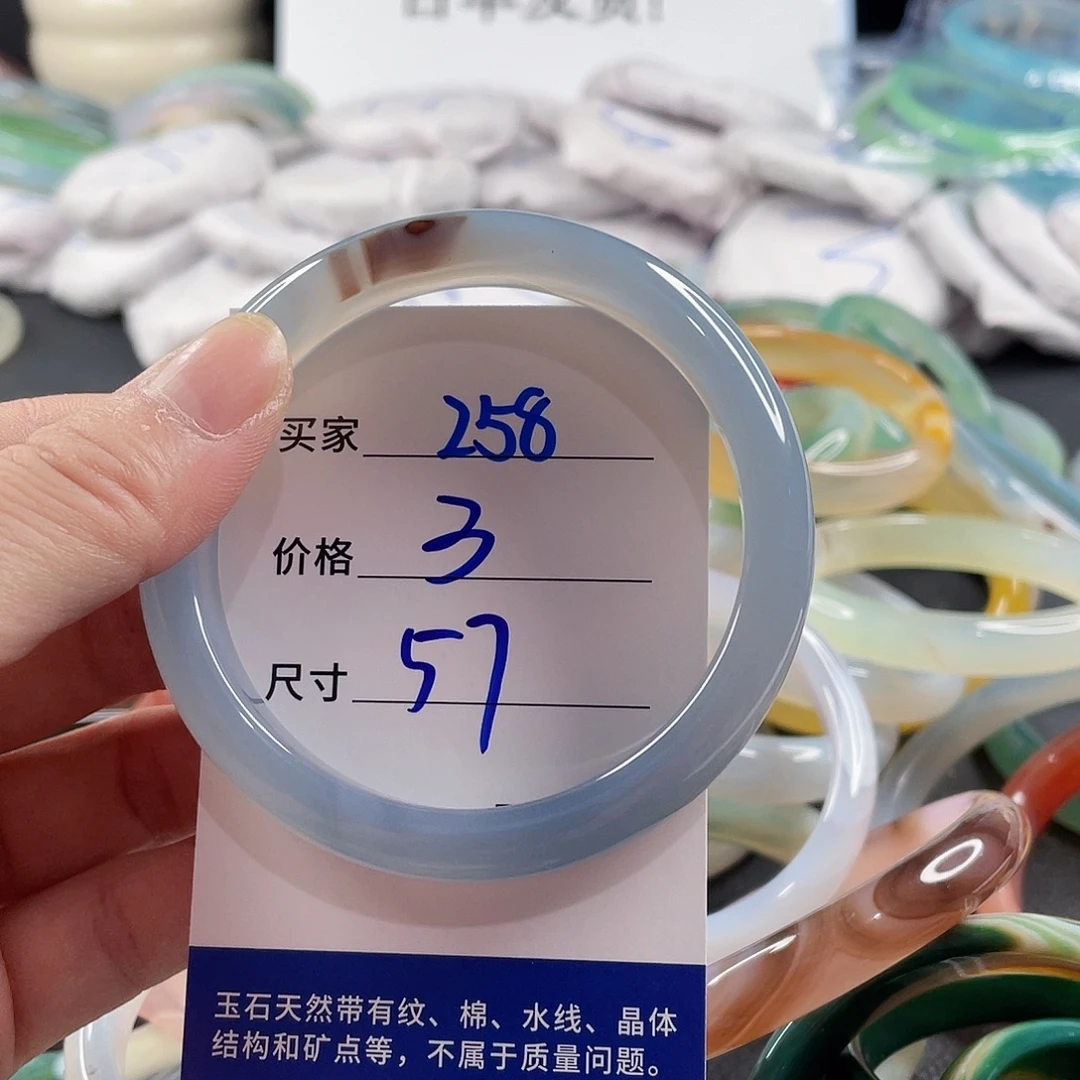 买家 258
价格 3
尺寸 57
玉石天然带有纹、棉、水线、晶体
结构和矿点等，不属于质量问题。